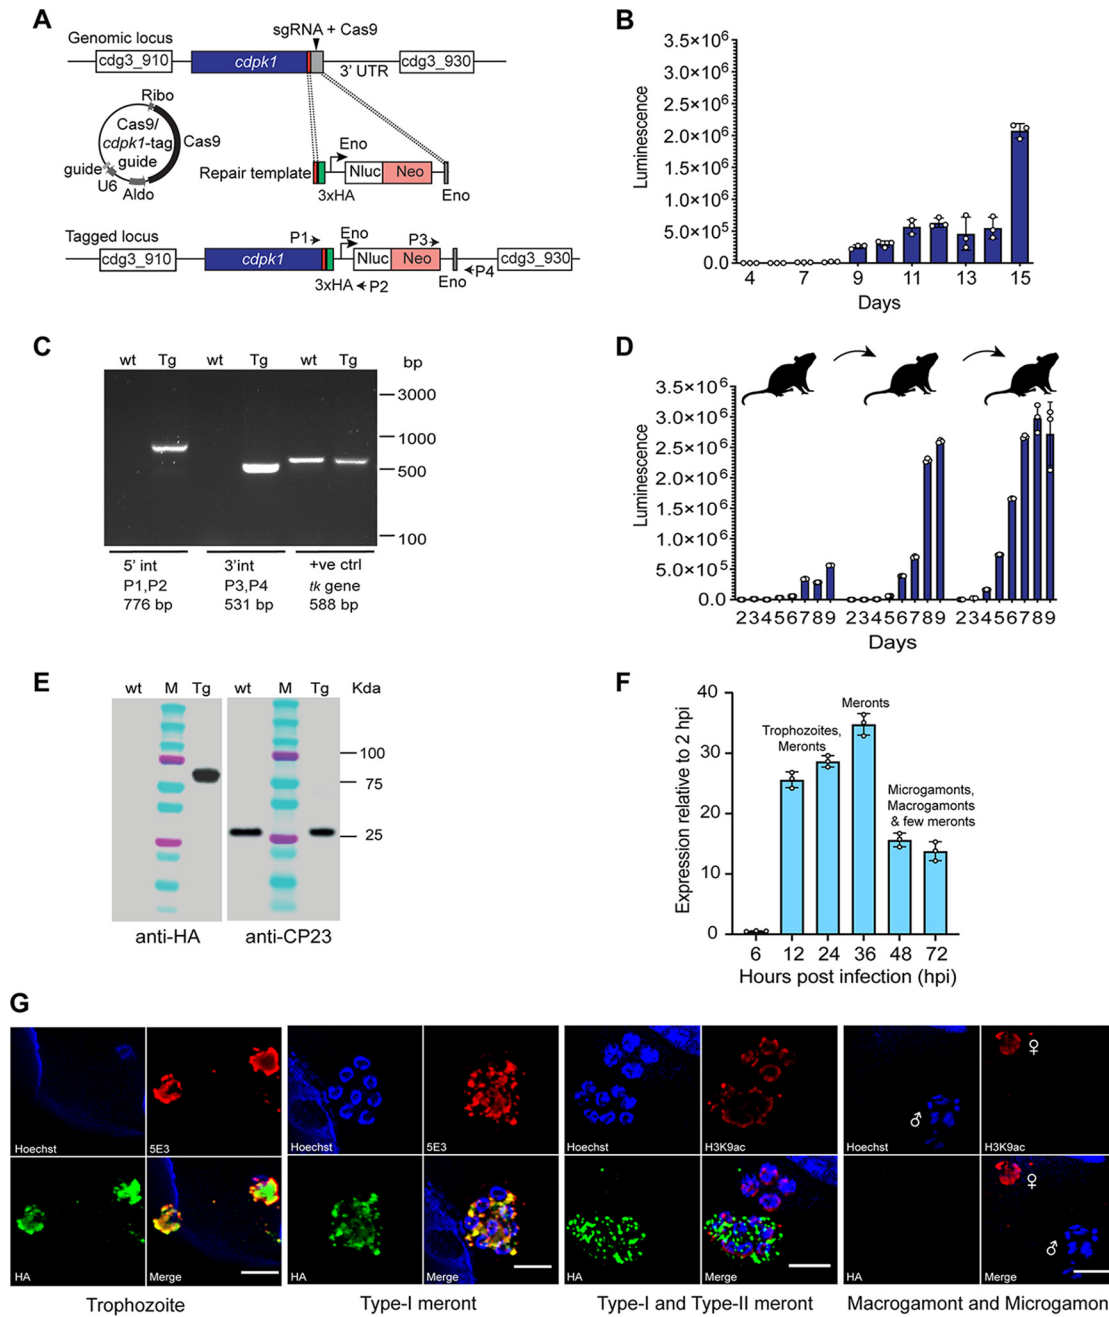 A
sgRNA + Cas9
Genomic locus
cdg3_910
cdpk1
3' UTR
cdg3_930
Ribo
Cas9/
cdpk1-tag
guide
Cas9
guide
U6
Aldo
Eno
Repair template
Nluc
Neo
3xHA
Eno
Tagged locus
P1
Eno
P3
cdg3_910
cdpk1
Nluc
Neo
cdg3_930
3xHA
P2
Eno
P4
B
Luminescence
3.5×10⁶
3.0×10⁶
2.5×10⁶
2.0×10⁶
1.5×10⁶
1.0×10⁶
5.0×10⁵
0.0
4 7 9 11 13 15
Days
C
wt Tg wt Tg wt Tg bp
3000
1000
500
100
5' int
P1,P2
776 bp
3'int
P3,P4
531 bp
+ve ctrl
tk gene
588 bp
D
Luminescence
3.5×10⁶
3.0×10⁶
2.5×10⁶
2.0×10⁶
1.5×10⁶
1.0×10⁶
5.0×10⁵
0.0
23456789 23456789 23456789
Days
E
wt M Tg wt M Tg Kda
100
75
25
anti-HA
anti-CP23
F
Expression relative to 2 hpi
40
30
20
10
0
Trophozoites,
Meronts
Meronts
Microgamonts,
Macrogamonts
& few meronts
6 12 24 36 48 72
Hours post infection (hpi)
G
Hoechst
5E3
HA
Merge
Trophozoite
Hoechst
5E3
HA
Merge
Type-I meront
Hoechst
H3K9ac
HA
Merge
Type-I and Type-II meront
♂
Hoechst
♀
H3K9ac
HA
♀
♂
Merge
Macrogamont and Microgamon